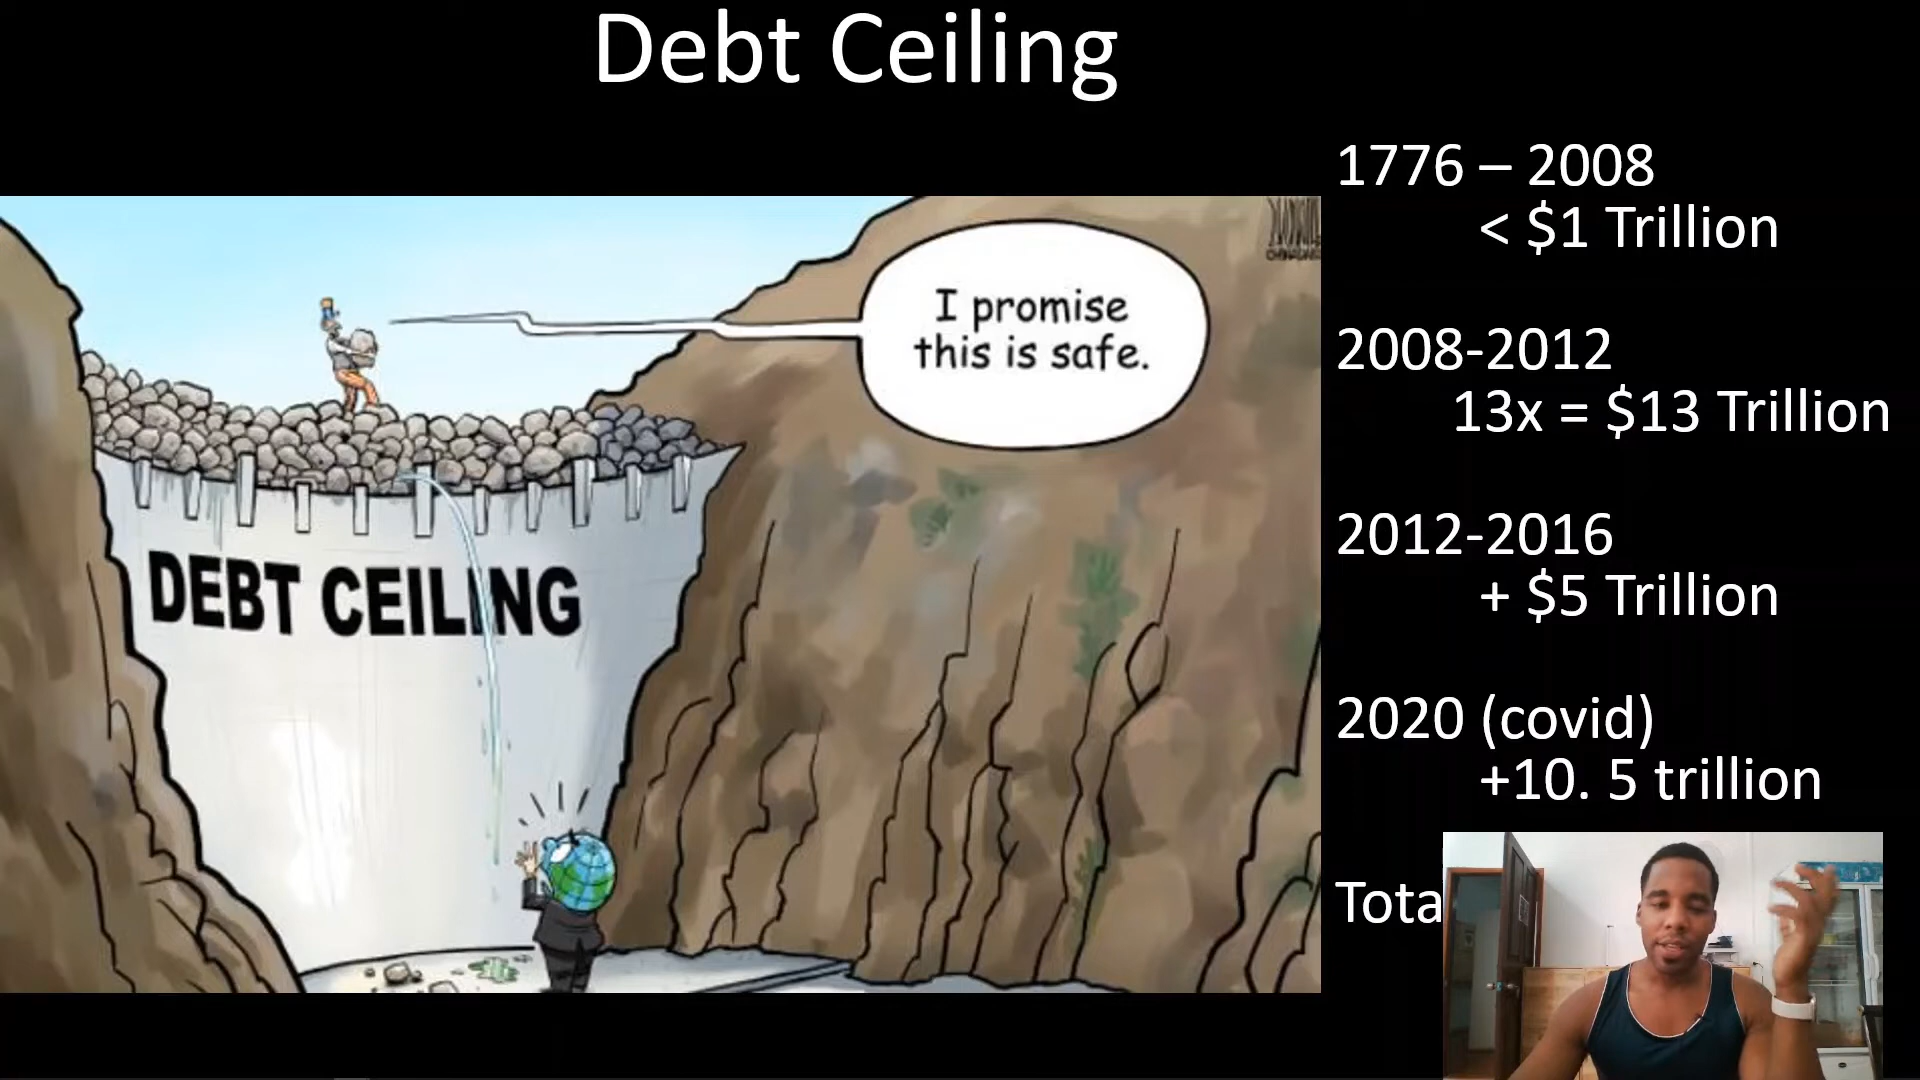 Debt Ceiling
1776 – 2008
< $1 Trillion
2008-2012
13x = $13 Trillion
2012-2016
+ $5 Trillion
2020 (covid)
+10. 5 trillion
Tota
I promise
this is safe.
DEBT CEILING